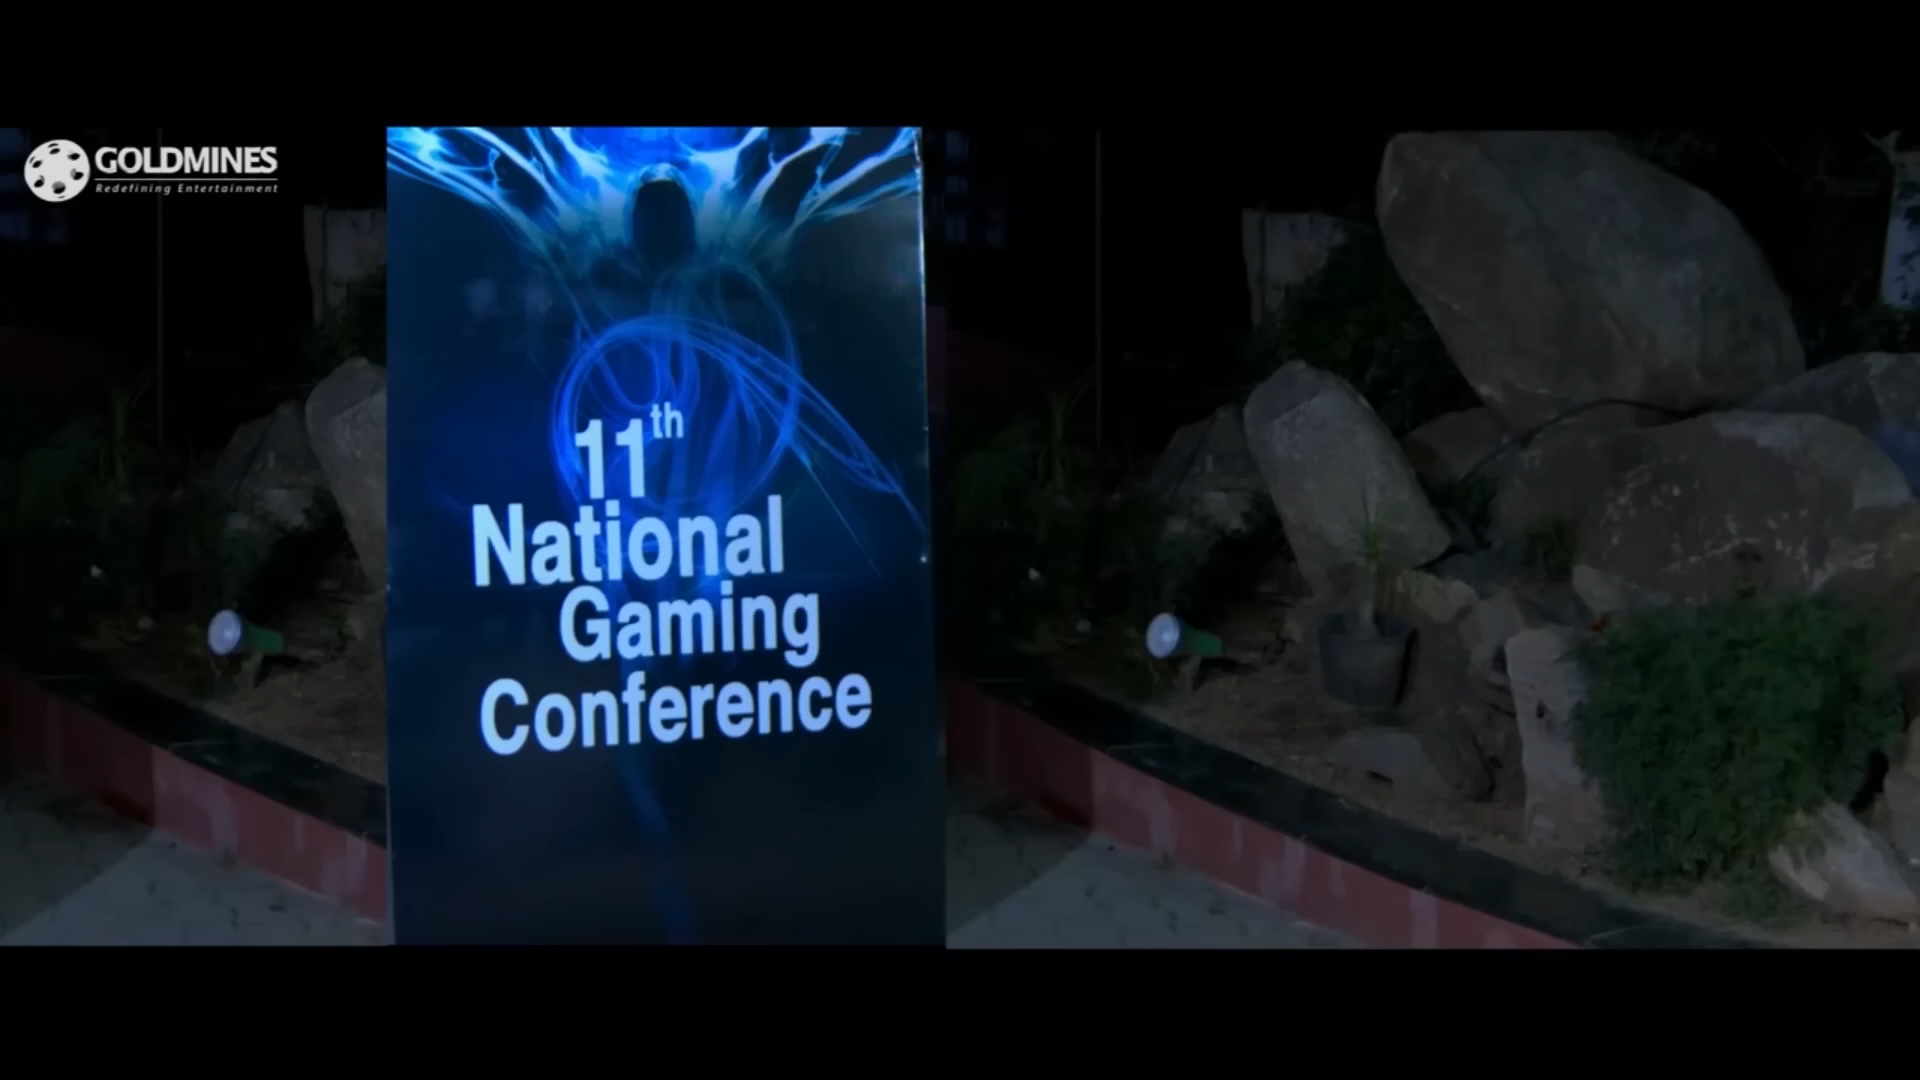 GOLDMINES
Redefining Entertainment
11th
National
Gaming
Conference